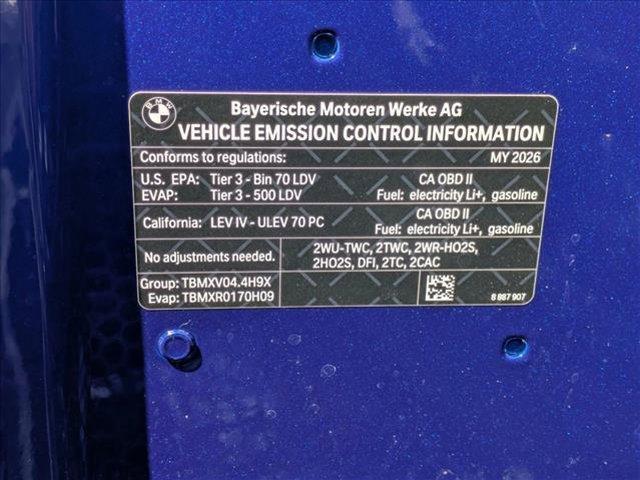 BMW
Bayerische Motoren Werke AG
VEHICLE EMISSION CONTROL INFORMATION
Conforms to regulations: MY 2026
U.S. EPA: Tier 3 - Bin 70 LDV CA OBD II
EVAP: Tier 3 - 500 LDV Fuel: electricity Li+, gasoline
California: LEV IV - ULEV 70 PC CA OBD II
Fuel: electricity Li+, gasoline
No adjustments needed. 2WU-TWC, 2TWC, 2WR-HO2S,
2HO2S, DFI, 2TC, 2CAC
Group: TBMXV04.4H9X
Evap: TBMXR0170H09 8 887 907